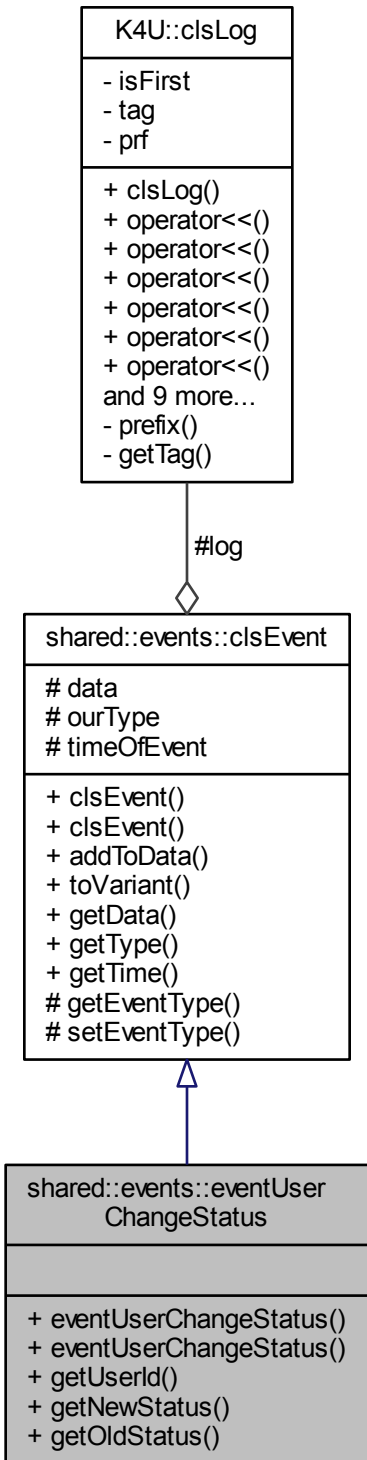 K4U::clsLog
- isFirst
- tag
- prf
+ clsLog()
+ operator<<()
+ operator<<()
+ operator<<()
+ operator<<()
+ operator<<()
+ operator<<()
and 9 more...
- prefix()
- getTag()
#log
shared::events::clsEvent
# data
# ourType
# timeOfEvent
+ clsEvent()
+ clsEvent()
+ addToData()
+ toVariant()
+ getData()
+ getType()
+ getTime()
# getEventType()
# setEventType()
shared::events::eventUser
ChangeStatus
+ eventUserChangeStatus()
+ eventUserChangeStatus()
+ getUserId()
+ getNewStatus()
+ getOldStatus()